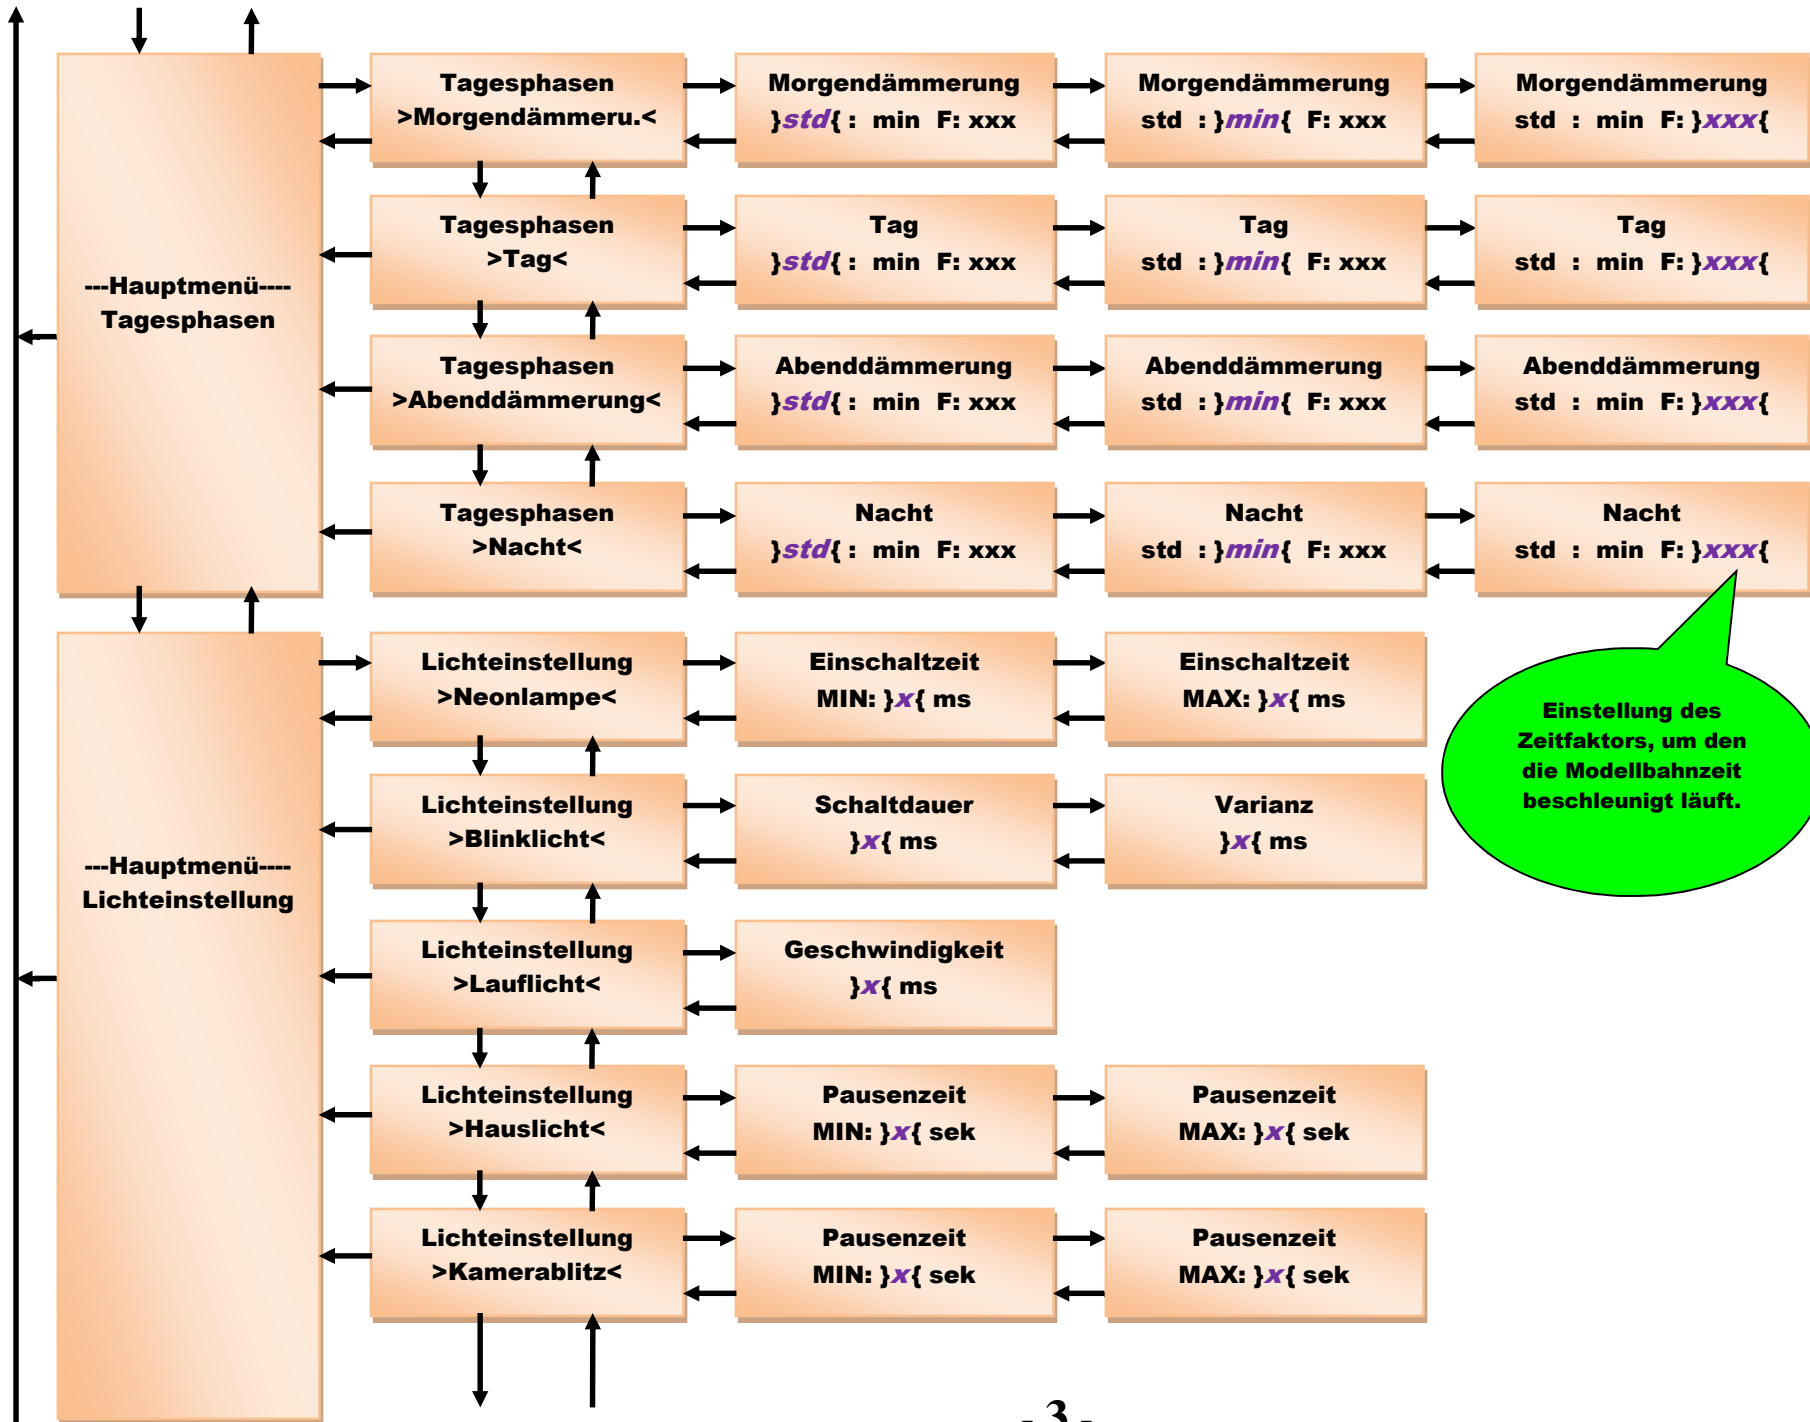 ---Hauptmenü----
Tagesphasen
Tagesphasen
>Morgendämmeru.<
Morgendämmerung
}std{ : min F: xxx
Morgendämmerung
std : }min{ F: xxx
Morgendämmerung
std : min F: }xxx{
Tagesphasen
>Tag<
Tag
}std{ : min F: xxx
Tag
std : }min{ F: xxx
Tag
std : min F: }xxx{
Tagesphasen
>Abenddämmerung<
Abenddämmerung
}std{ : min F: xxx
Abenddämmerung
std : }min{ F: xxx
Abenddämmerung
std : min F: }xxx{
Tagesphasen
>Nacht<
Nacht
}std{ : min F: xxx
Nacht
std : }min{ F: xxx
Nacht
std : min F: }xxx{
Einstellung des
Zeitfaktors, um den
die Modellbahnzeit
beschleunigt läuft.
---Hauptmenü----
Lichteinstellung
Lichteinstellung
>Neonlampe<
Einschaltzeit
MIN: }x{ ms
Einschaltzeit
MAX: }x{ ms
Lichteinstellung
>Blinklicht<
Schaltdauer
}x{ ms
Varianz
}x{ ms
Lichteinstellung
>Lauflicht<
Geschwindigkeit
}x{ ms
Lichteinstellung
>Hauslicht<
Pausenzeit
MIN: }x{ sek
Pausenzeit
MAX: }x{ sek
Lichteinstellung
>Kamerablitz<
Pausenzeit
MIN: }x{ sek
Pausenzeit
MAX: }x{ sek
- 3 -